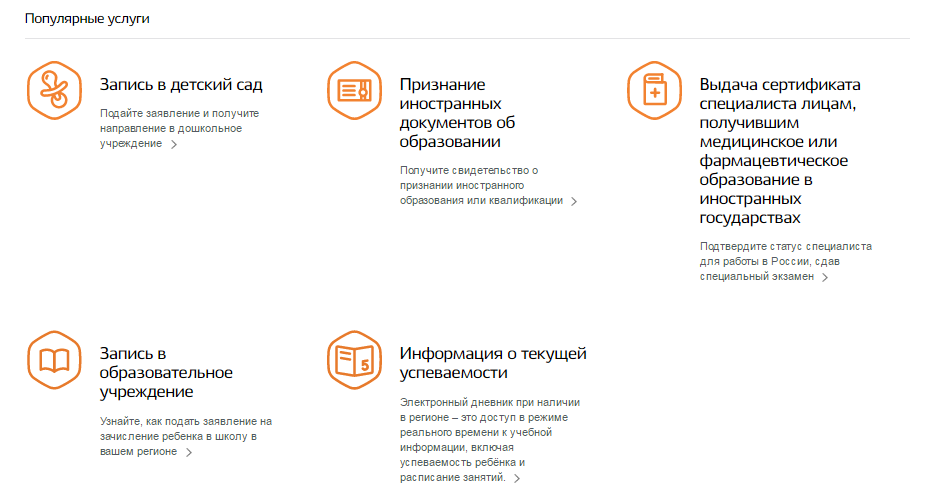 Популярные услуги
Запись в детский сад
Подайте заявление и получите
направление в дошкольное
учреждение
Признание
иностранных
документов об
образовании
Получите свидетельство о
признании иностранного
образования или квалификации
Выдача сертификата
специалиста лицам,
получившим
медицинское или
фармацевтическое
образование в
иностранных
государствах
Подтвердите статус специалиста
для работы в России, сдав
специальный экзамен
Запись в
образовательное
учреждение
Узнайте, как подать заявление на
зачисление ребенка в школу в
вашем регионе
5
Информация о текущей
успеваемости
Электронный дневник при наличии
в регионе – это доступ в режиме
реального времени к учебной
информации, включая
успеваемость ребёнка и
расписание занятий.